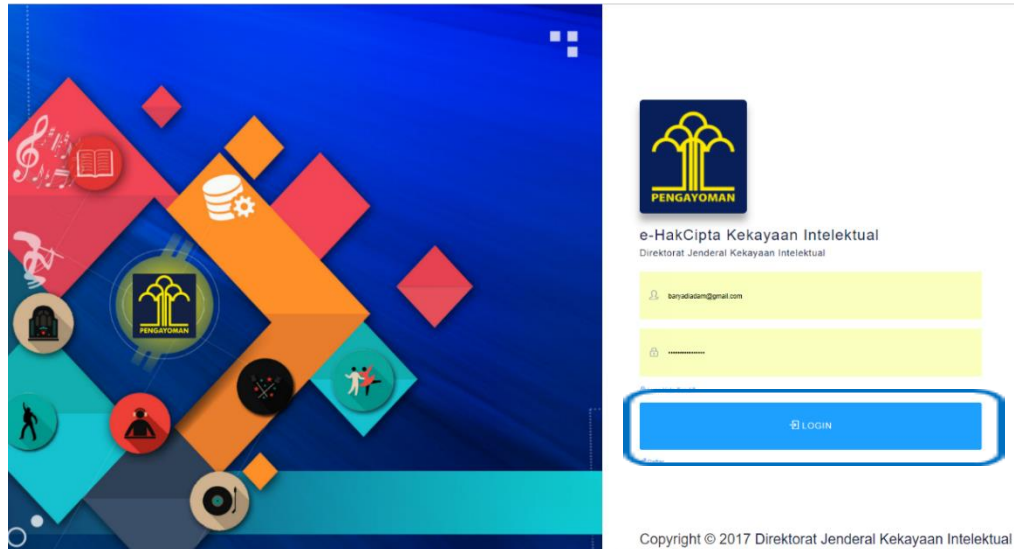 PENGAYOMAN
e-HakCipta Kekayaan Intelektual
Direktorat Jenderal Kekayaan Intelektual
baryadiadam@gmail.com
PENGAYOMAN
LOGIN
Copyright © 2017 Direktorat Jenderal Kekayaan Intelektual